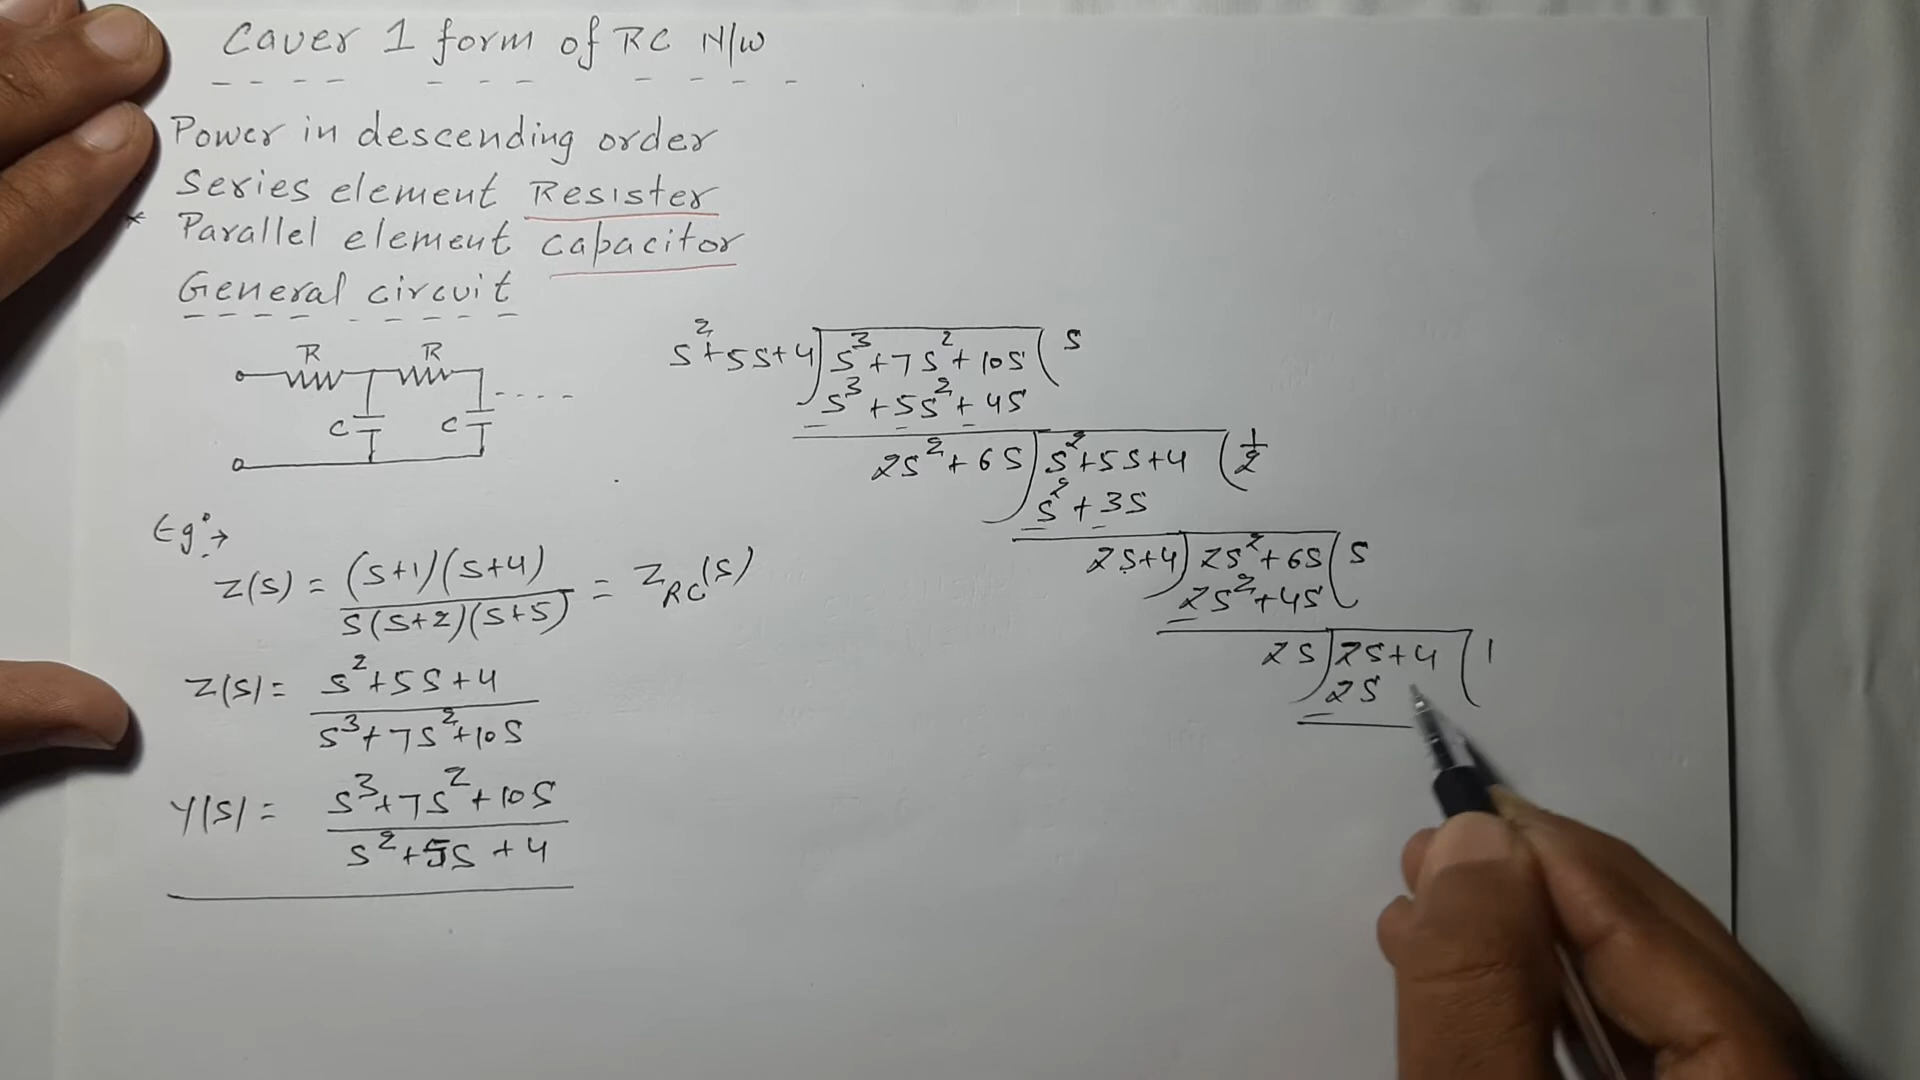 Cauer 1 form of RC N/W
Power in descending order
Series element Resister
* Parallel element capacitor
General circuit
R R
C C
Eg:→
Z(s) = (s+1)(s+4) / s(s+2)(s+5) = Z_RC(s)
Z(s) = s²+5s+4 / s³+7s²+10s
Y(s) = s³+7s²+10s / s²+5s+4
s²+5s+4) s³+7s²+10s ( s
s³+5s²+4s
2s²+6s) s²+5s+4 ( 1/2
s²+3s
2s+4) 2s²+6s ( s
2s²+4s
2s) 2s+4 ( 1
2s